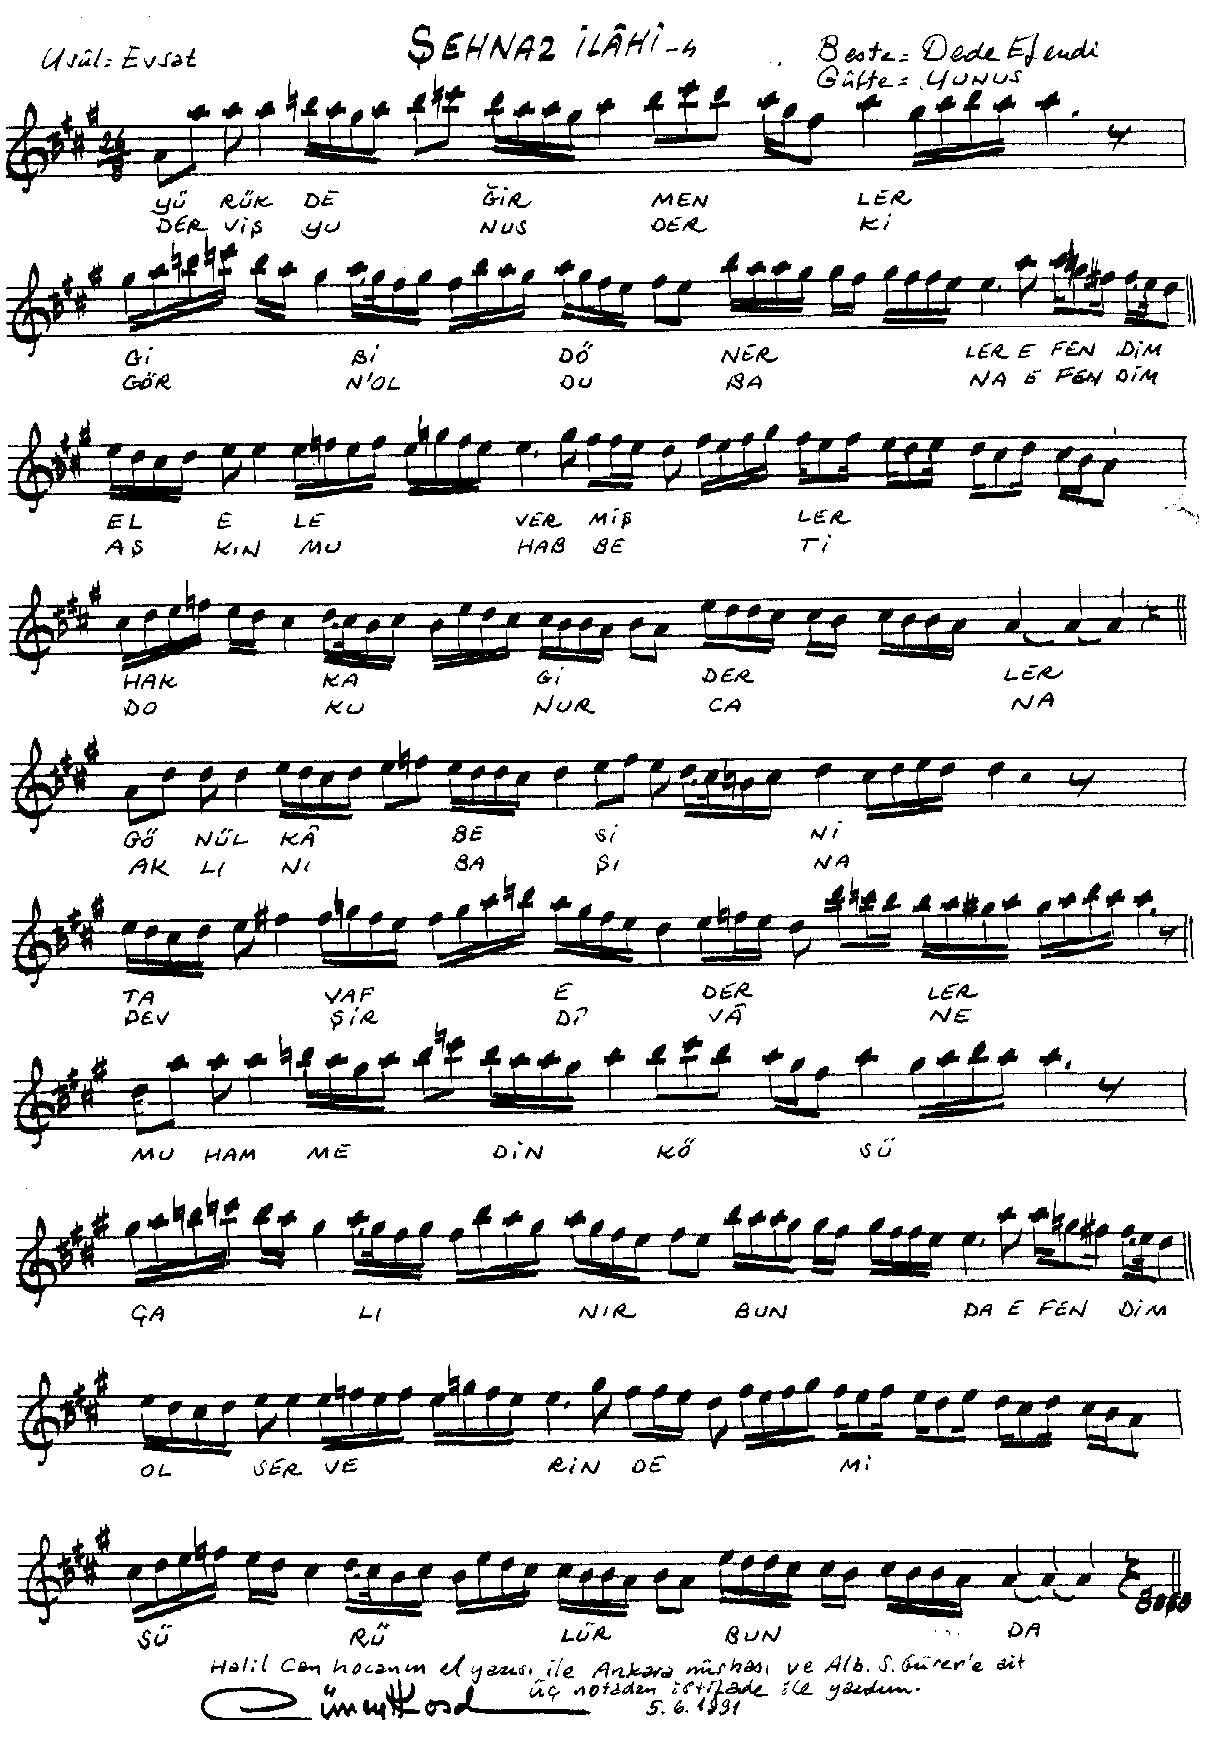 Usûl: Evsat
ŞEHNAZ İLÂHÎ-4
Beste = Dede Efendi
Güfte = YUNUS
26
8
YÜ RÜK DE ĞİR MEN LER
DER VİŞ YU NUS DER Kİ
Gİ Bİ DÖ NER LER E FEN DİM
GÖR N'OL DU BA NA E FEN DİM
EL E LE VER MİŞ LER
AŞ KIN MU HAB BE Tİ
HAK KA Gİ DER LER
DO KU NUR CA NA
GÖ NÜL KÂ BE Sİ Nİ
AK LI NI BA ŞI NA
TA VAF E DER LER
DEV ŞİR DÎ VÂ NE
MU HAM ME DİN KÖ SÜ
ÇA LI NIR BUN DA E FEN DİM
OL SER VE RİN DE Mİ
SÜ RÜ LÜR BUN DA
Halil Can hocanın el yazısı ile Ankara nüshası ve Alb. S. Gürer'e ait
üç notadan istifade ile yazdım.
5.6.1991